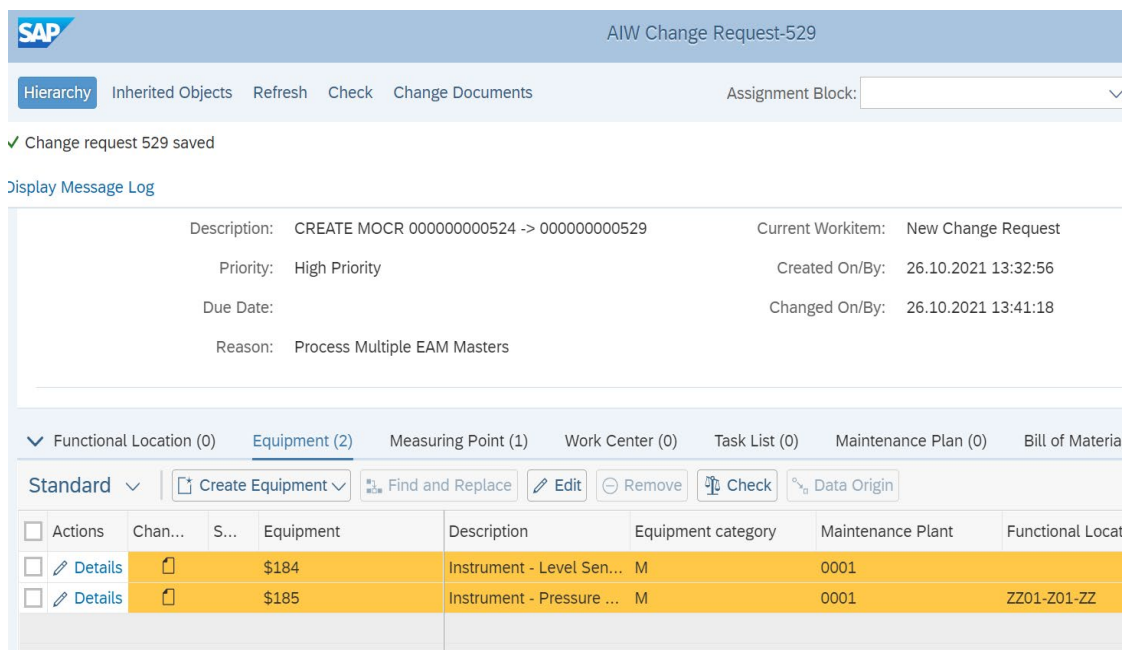 SAP AIW Change Request-529
Hierarchy Inherited Objects Refresh Check Change Documents Assignment Block:
Change request 529 saved
Display Message Log
Description: CREATE MOCR 000000000524 -> 000000000529 Current Workitem: New Change Request
Priority: High Priority Created On/By: 26.10.2021 13:32:56
Due Date: Changed On/By: 26.10.2021 13:41:18
Reason: Process Multiple EAM Masters
Functional Location (0) Equipment (2) Measuring Point (1) Work Center (0) Task List (0) Maintenance Plan (0) Bill of Materia
Standard Create Equipment Find and Replace Edit Remove Check Data Origin
Actions Chan... S... Equipment Description Equipment category Maintenance Plant Functional Locat
Details $184 Instrument - Level Sen... M 0001
Details $185 Instrument - Pressure ... M 0001 ZZ01-Z01-ZZ